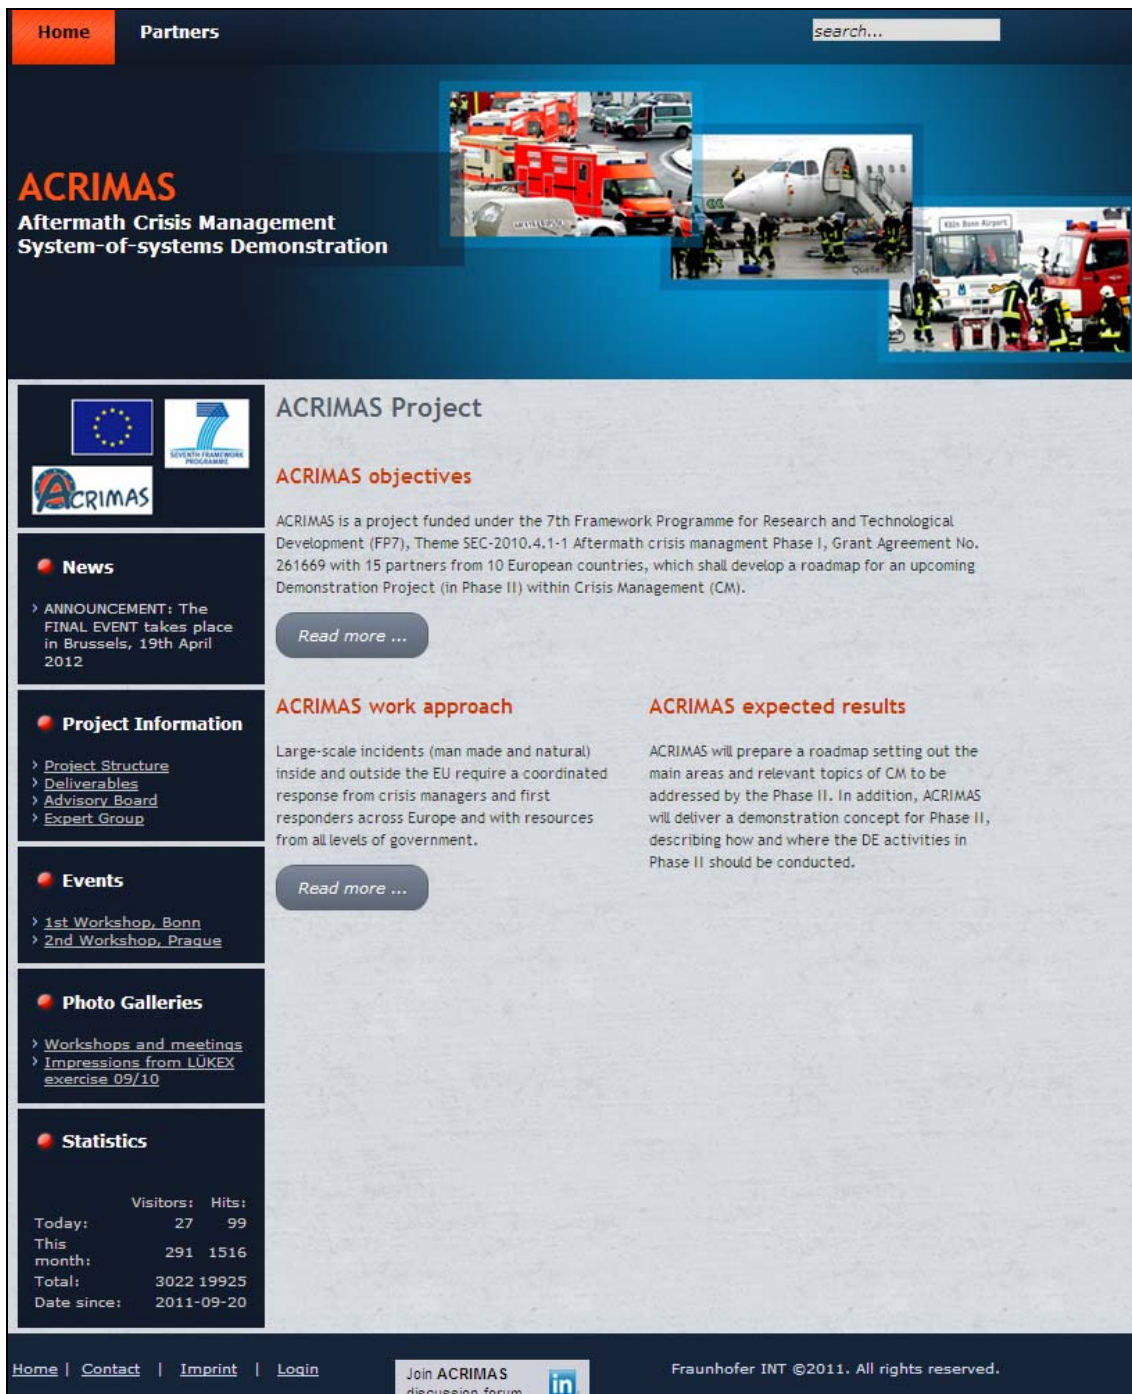 Home Partners search...
Köln Bonn Airport
ACRIMAS
Aftermath Crisis Management
System-of-systems Demonstration
7
SEVENTH FRAMEWORK
PROGRAMME
ACRIMAS
News
ANNOUNCEMENT: The
FINAL EVENT takes place
in Brussels, 19th April
2012
Project Information
Project Structure
Deliverables
Advisory Board
Expert Group
Events
1st Workshop, Bonn
2nd Workshop, Prague
Photo Galleries
Workshops and meetings
Impressions from LÜKEX
exercise 09/10
Statistics
Visitors: Hits:
Today: 27 99
This
month: 291 1516
Total: 3022 19925
Date since: 2011-09-20
ACRIMAS Project
ACRIMAS objectives
ACRIMAS is a project funded under the 7th Framework Programme for Research and Technological
Development (FP7), Theme SEC-2010.4.1-1 Aftermath crisis managment Phase I, Grant Agreement No.
261669 with 15 partners from 10 European countries, which shall develop a roadmap for an upcoming
Demonstration Project (in Phase II) within Crisis Management (CM).
Read more ...
ACRIMAS work approach
Large-scale incidents (man made and natural)
inside and outside the EU require a coordinated
response from crisis managers and first
responders across Europe and with resources
from all levels of government.
Read more ...
ACRIMAS expected results
ACRIMAS will prepare a roadmap setting out the
main areas and relevant topics of CM to be
addressed by the Phase II. In addition, ACRIMAS
will deliver a demonstration concept for Phase II,
describing how and where the DE activities in
Phase II should be conducted.
Home | Contact | Imprint | Login
Join ACRIMAS
discussion forum
in
Fraunhofer INT ©2011. All rights reserved.